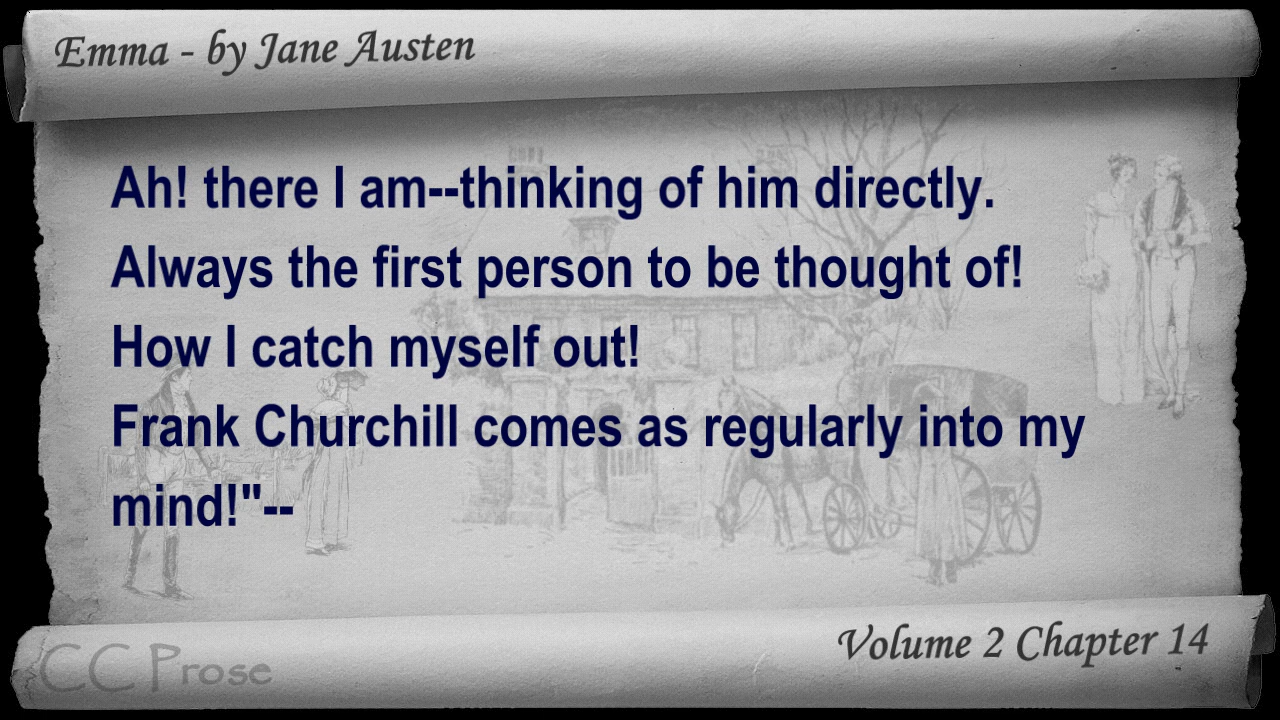 Emma - by Jane Austen
Ah! there I am--thinking of him directly.
Always the first person to be thought of!
How I catch myself out!
Frank Churchill comes as regularly into my
mind!"--
Volume 2 Chapter 14
CC Prose